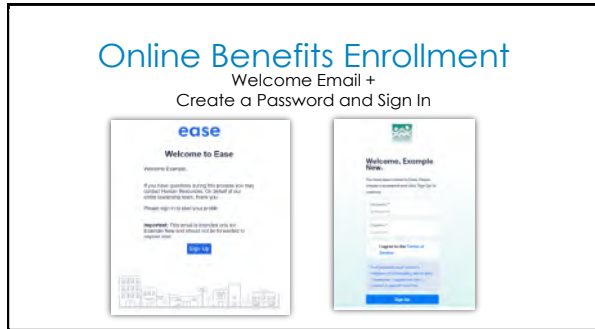 Online Benefits Enrollment
Welcome Email +
Create a Password and Sign In
ease
Welcome to Ease
Welcome Example,
If you have questions during this process you may
contact Human Resources. On behalf of our
entire leadership team, thank you.
Please sign in to start your profile.
Important: This email is intended only for
Example New and should not be forwarded to
anyone else.
Sign Up
Welcome, Example
New.
I agree to the Terms of
Service
Sign Up